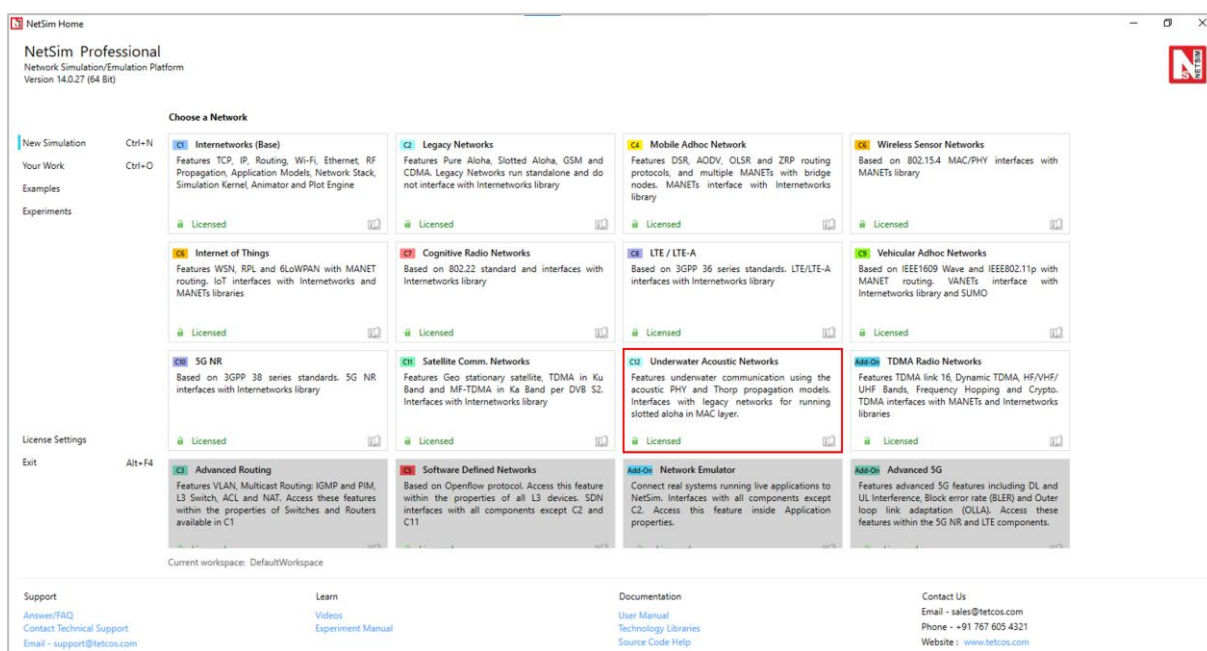 NetSim Home
NetSim Professional
Network Simulation/Emulation Platform
Version 14.0.27 (64 Bit)
NETSIM
Choose a Network
New Simulation Ctrl+N
Your Work Ctrl+O
Examples
Experiments
License Settings
Exit Alt+F4
C1 Internetworks (Base)
Features TCP, IP, Routing, Wi-Fi, Ethernet, RF
Propagation, Application Models, Network Stack,
Simulation Kernel, Animator and Plot Engine
Licensed
C2 Legacy Networks
Features Pure Aloha, Slotted Aloha, GSM and
CDMA. Legacy Networks run standalone and do
not interface with Internetworks library
Licensed
C4 Mobile Adhoc Network
Features DSR, AODV, OLSR and ZRP routing
protocols, and multiple MANETs with bridge
nodes. MANETs interface with Internetworks
library
Licensed
C6 Wireless Sensor Networks
Based on 802.15.4 MAC/PHY interfaces with
MANETs library
Licensed
C6 Internet of Things
Features WSN, RPL and 6LoWPAN with MANET
routing. IoT interfaces with Internetworks and
MANETs libraries
Licensed
C7 Cognitive Radio Networks
Based on 802.22 standard and interfaces with
Internetworks library
Licensed
C8 LTE / LTE-A
Based on 3GPP 36 series standards. LTE/LTE-A
interfaces with Internetworks library
Licensed
C9 Vehicular Adhoc Networks
Based on IEEE1609 Wave and IEEE802.11p with
MANET routing. VANETs interface with
Internetworks library and SUMO
Licensed
C10 5G NR
Based on 3GPP 38 series standards. 5G NR
interfaces with Internetworks library
Licensed
C11 Satellite Comm. Networks
Features Geo stationary satellite, TDMA in Ku
Band and MF-TDMA in Ka Band per DVB S2.
Interfaces with Internetworks library
Licensed
C12 Underwater Acoustic Networks
Features underwater communication using the
acoustic PHY and Thorp propagation models.
Interfaces with legacy networks for running
slotted aloha in MAC layer.
Licensed
Add-On TDMA Radio Networks
Features TDMA link 16, Dynamic TDMA, HF/VHF/
UHF Bands, Frequency Hopping and Crypto.
TDMA interfaces with MANETs and Internetworks
libraries
Licensed
C3 Advanced Routing
Features VLAN, Multicast Routing: IGMP and PIM,
L3 Switch, ACL and NAT. Access these features
within the properties of Switches and Routers
available in C1
C5 Software Defined Networks
Based on Openflow protocol. Access this feature
within the properties of all L3 devices. SDN
interfaces with all components except C2 and
C11
Add-On Network Emulator
Connect real systems running live applications to
NetSim. Interfaces with all components except
C2. Access this feature inside Application
properties.
Add-On Advanced 5G
Features advanced 5G features including DL and
UL Interference, Block error rate (BLER) and Outer
loop link adaptation (OLLA). Access these
features within the 5G NR and LTE components.
Current workspace: DefaultWorkspace
Support
Answer/FAQ
Contact Technical Support
Email - support@tetcos.com
Learn
Videos
Experiment Manual
Documentation
User Manual
Technology Libraries
Source Code Help
Contact Us
Email - sales@tetcos.com
Phone - +91 767 605 4321
Website : www.tetcos.com